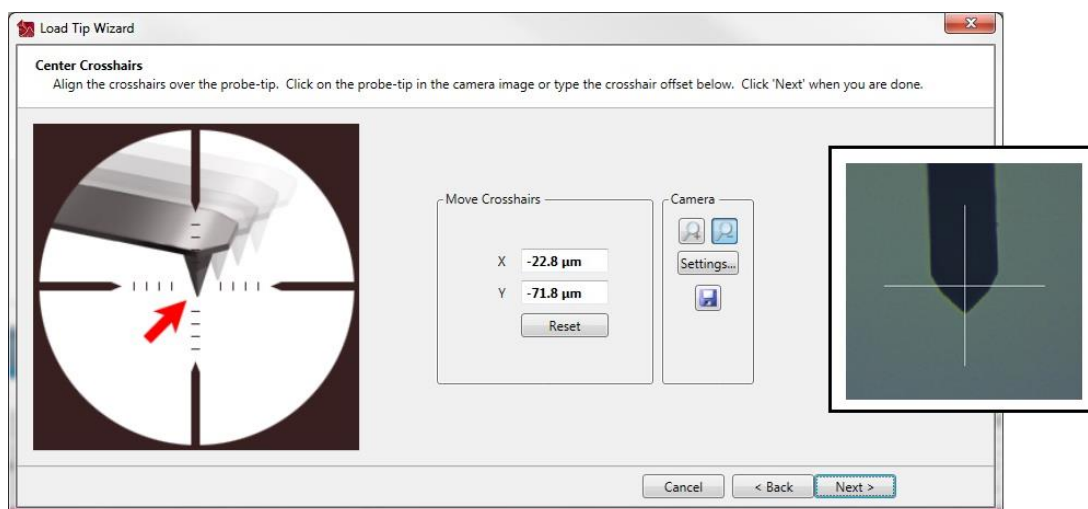 Load Tip Wizard
Center Crosshairs
Align the crosshairs over the probe-tip. Click on the probe-tip in the camera image or type the crosshair offset below. Click 'Next' when you are done.
Move Crosshairs
X -22.8 µm
Y -71.8 µm
Reset
Camera
Settings...
Cancel
< Back
Next >